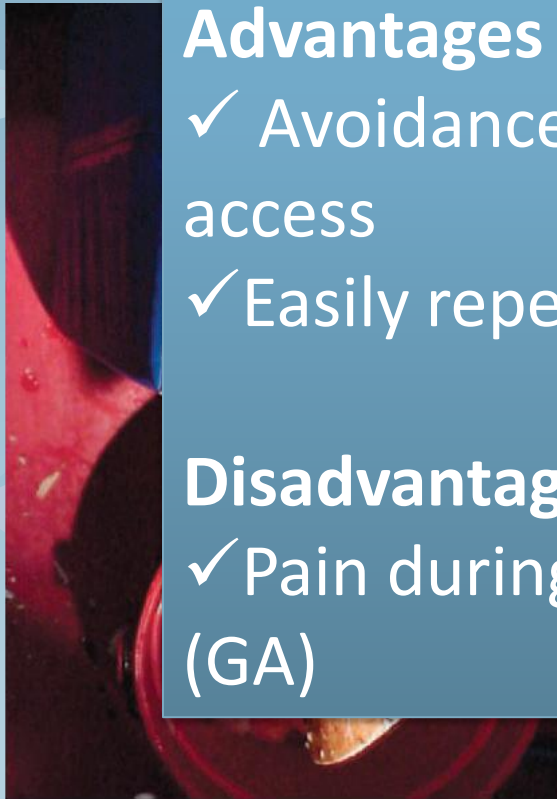 Advantages
✓ Avoidance
access
✓Easily repe
Disadvantag
✓Pain during
(GA)